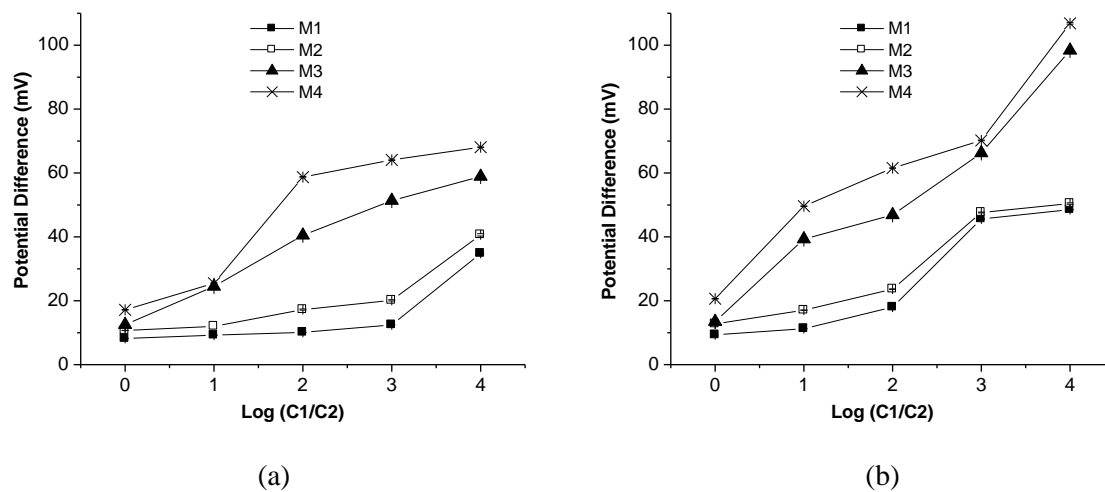 100
80
60
40
20
0
Potential Difference (mV)
M1
M2
M3
M4
0 1 2 3 4
Log (C1/C2)
(a)
100
80
60
40
20
0
Potential Difference (mV)
M1
M2
M3
M4
0 1 2 3 4
Log (C1/C2)
(b)